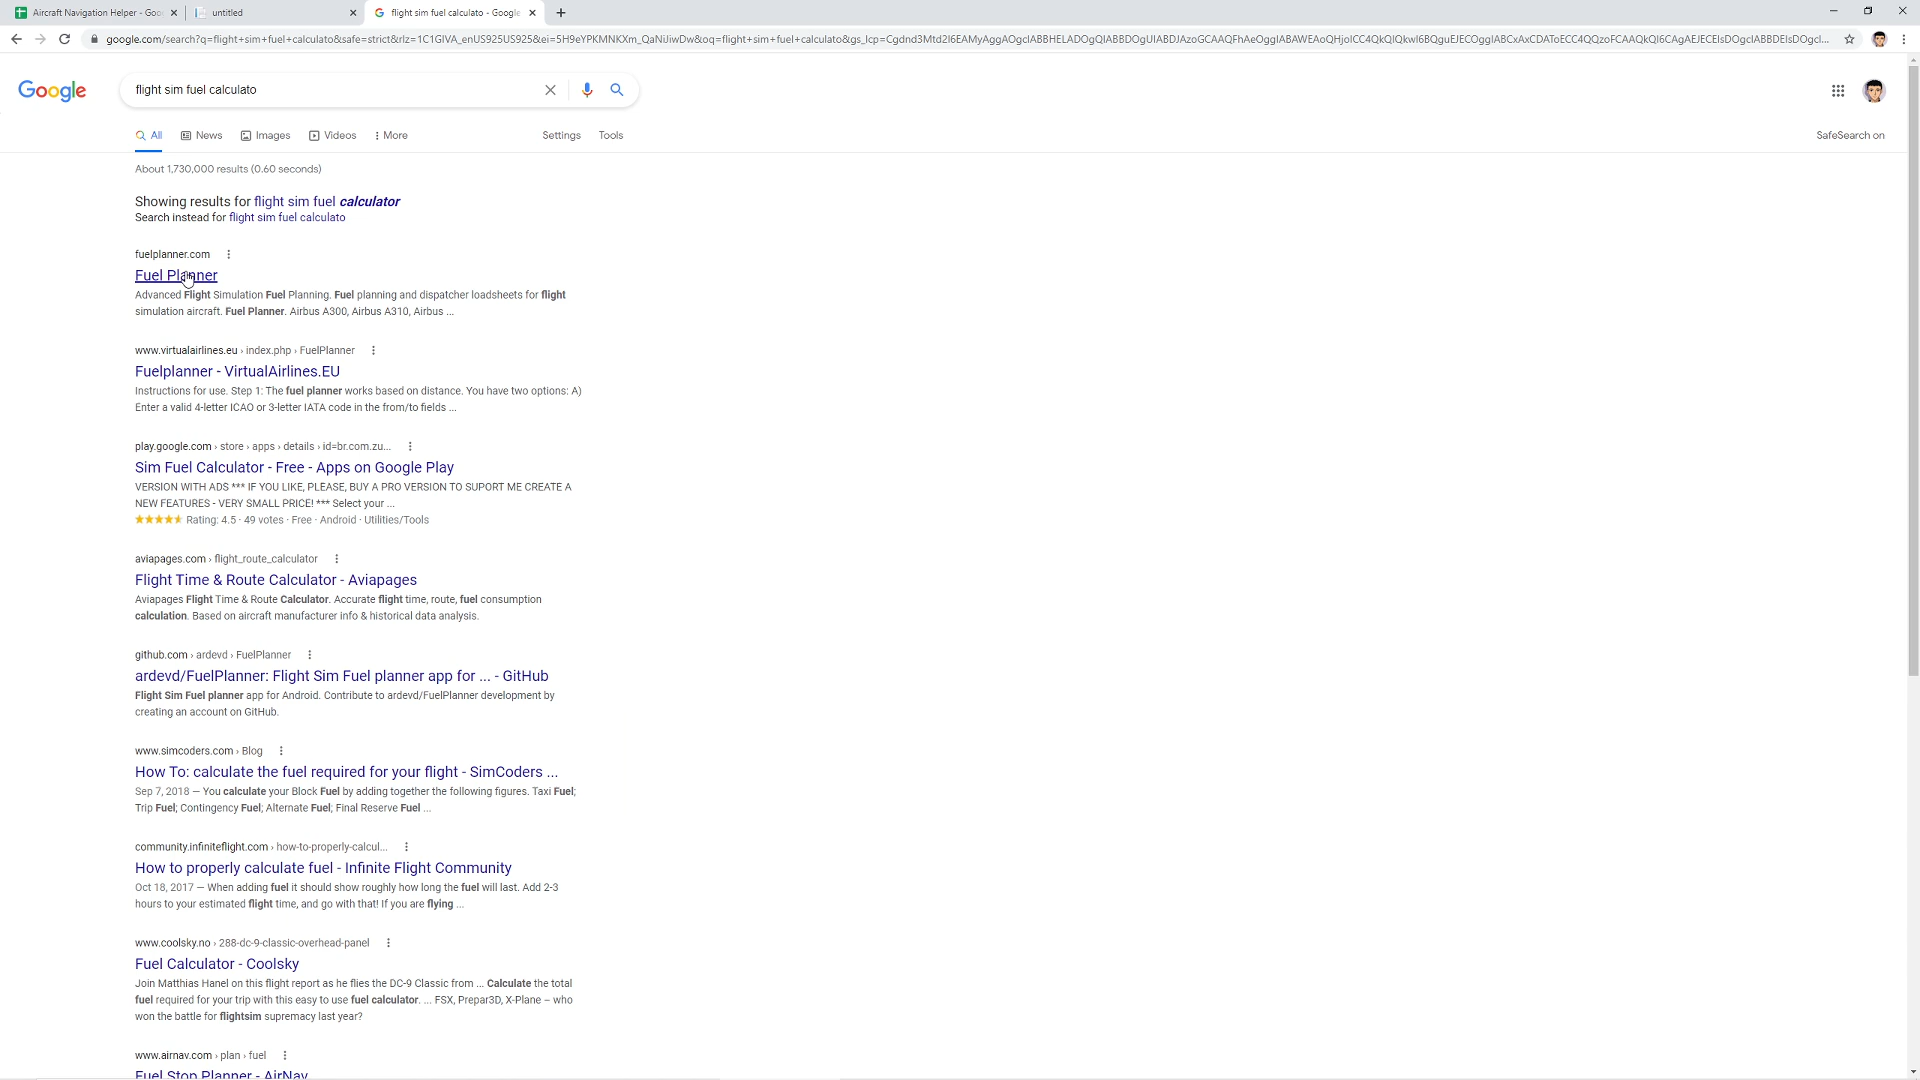 Aircraft Navigation Helper - Goo
untitled
flight sim fuel calculato - Google
google.com/search?q=flight+sim+fuel+calculato&safe=strict&rlz=1C1GIVA_enUS925US925&ei=
Google
flight sim fuel calculato
All News Images Videos More Settings Tools
SafeSearch on
About 1,730,000 results (0.60 seconds)
Showing results for flight sim fuel calculator
Search instead for flight sim fuel calculato
fuelplanner.com
Fuel Planner
Advanced Flight Simulation Fuel Planning. Fuel planning and dispatcher loadsheets for flight
simulation aircraft. Fuel Planner. Airbus A300, Airbus A310, Airbus ...
www.virtualairlines.eu › index.php › FuelPlanner
Fuelplanner - VirtualAirlines.EU
Instructions for use. Step 1: The fuel planner works based on distance. You have two options: A)
Enter a valid 4-letter ICAO or 3-letter IATA code in the from/to fields ...
play.google.com › store › apps › details › id=br.com.zu...
Sim Fuel Calculator - Free - Apps on Google Play
VERSION WITH ADS *** IF YOU LIKE, PLEASE, BUY A PRO VERSION TO SUPORT ME CREATE A
NEW FEATURES - VERY SMALL PRICE! *** Select your ...
Rating: 4.5 · 49 votes · Free · Android · Utilities/Tools
aviapages.com › flight_route_calculator
Flight Time & Route Calculator - Aviapages
Aviapages Flight Time & Route Calculator. Accurate flight time, route, fuel consumption
calculation. Based on aircraft manufacturer info & historical data analysis.
github.com › ardevd › FuelPlanner
ardevd/FuelPlanner: Flight Sim Fuel planner app for ... - GitHub
Flight Sim Fuel planner app for Android. Contribute to ardevd/FuelPlanner development by
creating an account on GitHub.
www.simcoders.com › Blog
How To: calculate the fuel required for your flight - SimCoders ...
Sep 7, 2018 — You calculate your Block Fuel by adding together the following figures. Taxi Fuel;
Trip Fuel; Contingency Fuel; Alternate Fuel; Final Reserve Fuel ...
community.infiniteflight.com › how-to-properly-calcul...
How to properly calculate fuel - Infinite Flight Community
Oct 18, 2017 — When adding fuel it should show roughly how long the fuel will last. Add 2-3
hours to your estimated flight time, and go with that! If you are flying ...
www.coolsky.no › 288-dc-9-classic-overhead-panel
Fuel Calculator - Coolsky
Join Matthias Hanel on this flight report as he flies the DC-9 Classic from ... Calculate the total
fuel required for your trip with this easy to use fuel calculator. ... FSX, Prepar3D, X-Plane – who
won the battle for flightsim supremacy last year?
www.airnav.com › plan › fuel
Fuel Stop Planner - AirNav